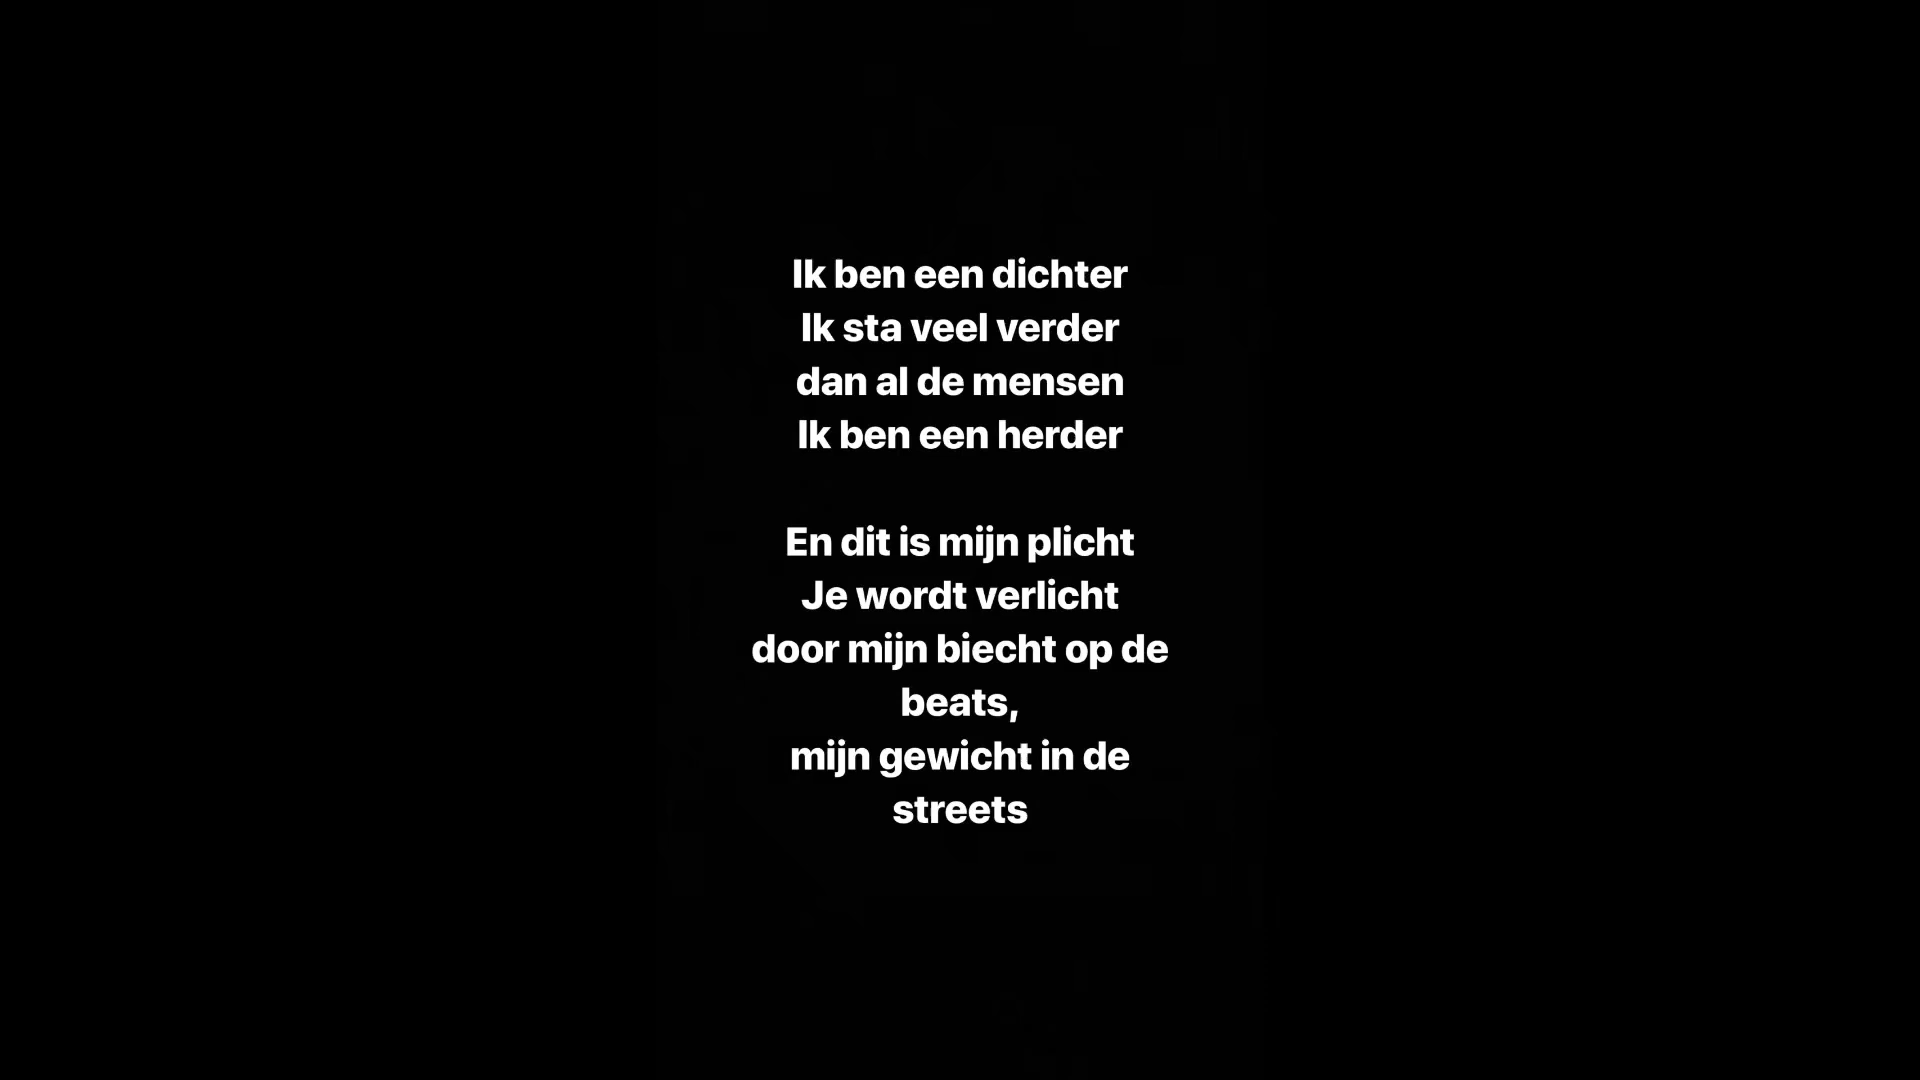 Ik ben een dichter
Ik sta veel verder
dan al de mensen
Ik ben een herder
En dit is mijn plicht
Je wordt verlicht
door mijn biecht op de
beats,
mijn gewicht in de
streets